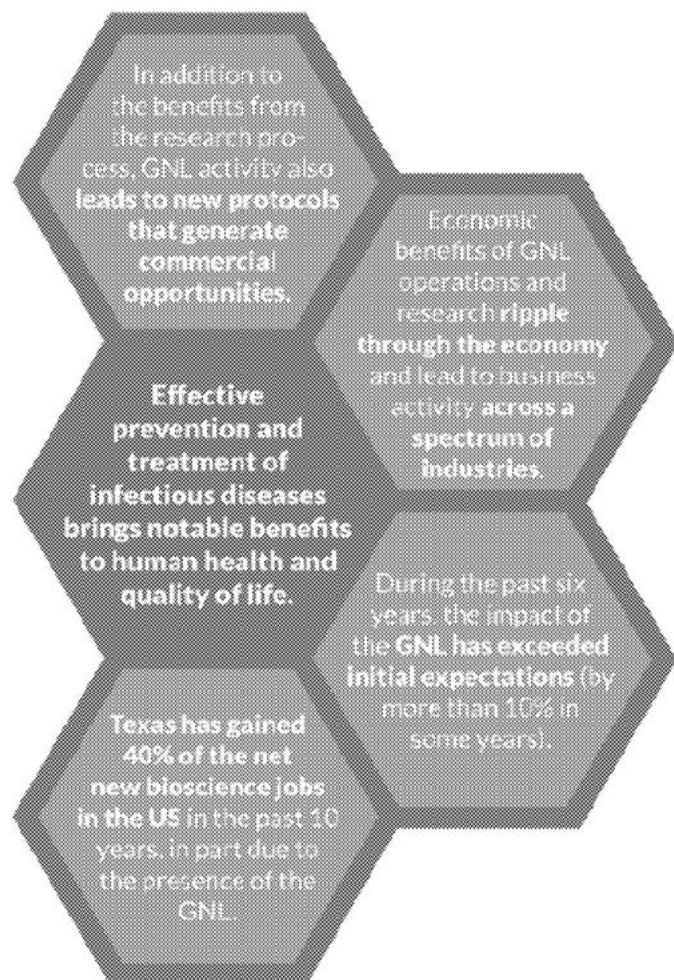 In addition to
the benefits from
the research pro-
cess, GNL activity also
leads to new protocols
that generate
commercial
opportunities.
Economic
benefits of GNL
operations and
research ripple
through the economy
and lead to business
activity across a
spectrum of
industries.
Effective
prevention and
treatment of
infectious diseases
brings notable benefits
to human health and
quality of life.
During the past six
years, the impact of
the GNL has exceeded
initial expectations (by
more than 10% in
some years).
Texas has gained
40% of the net
new bioscience jobs
in the US in the past 10
years, in part due to
the presence of the
GNL.